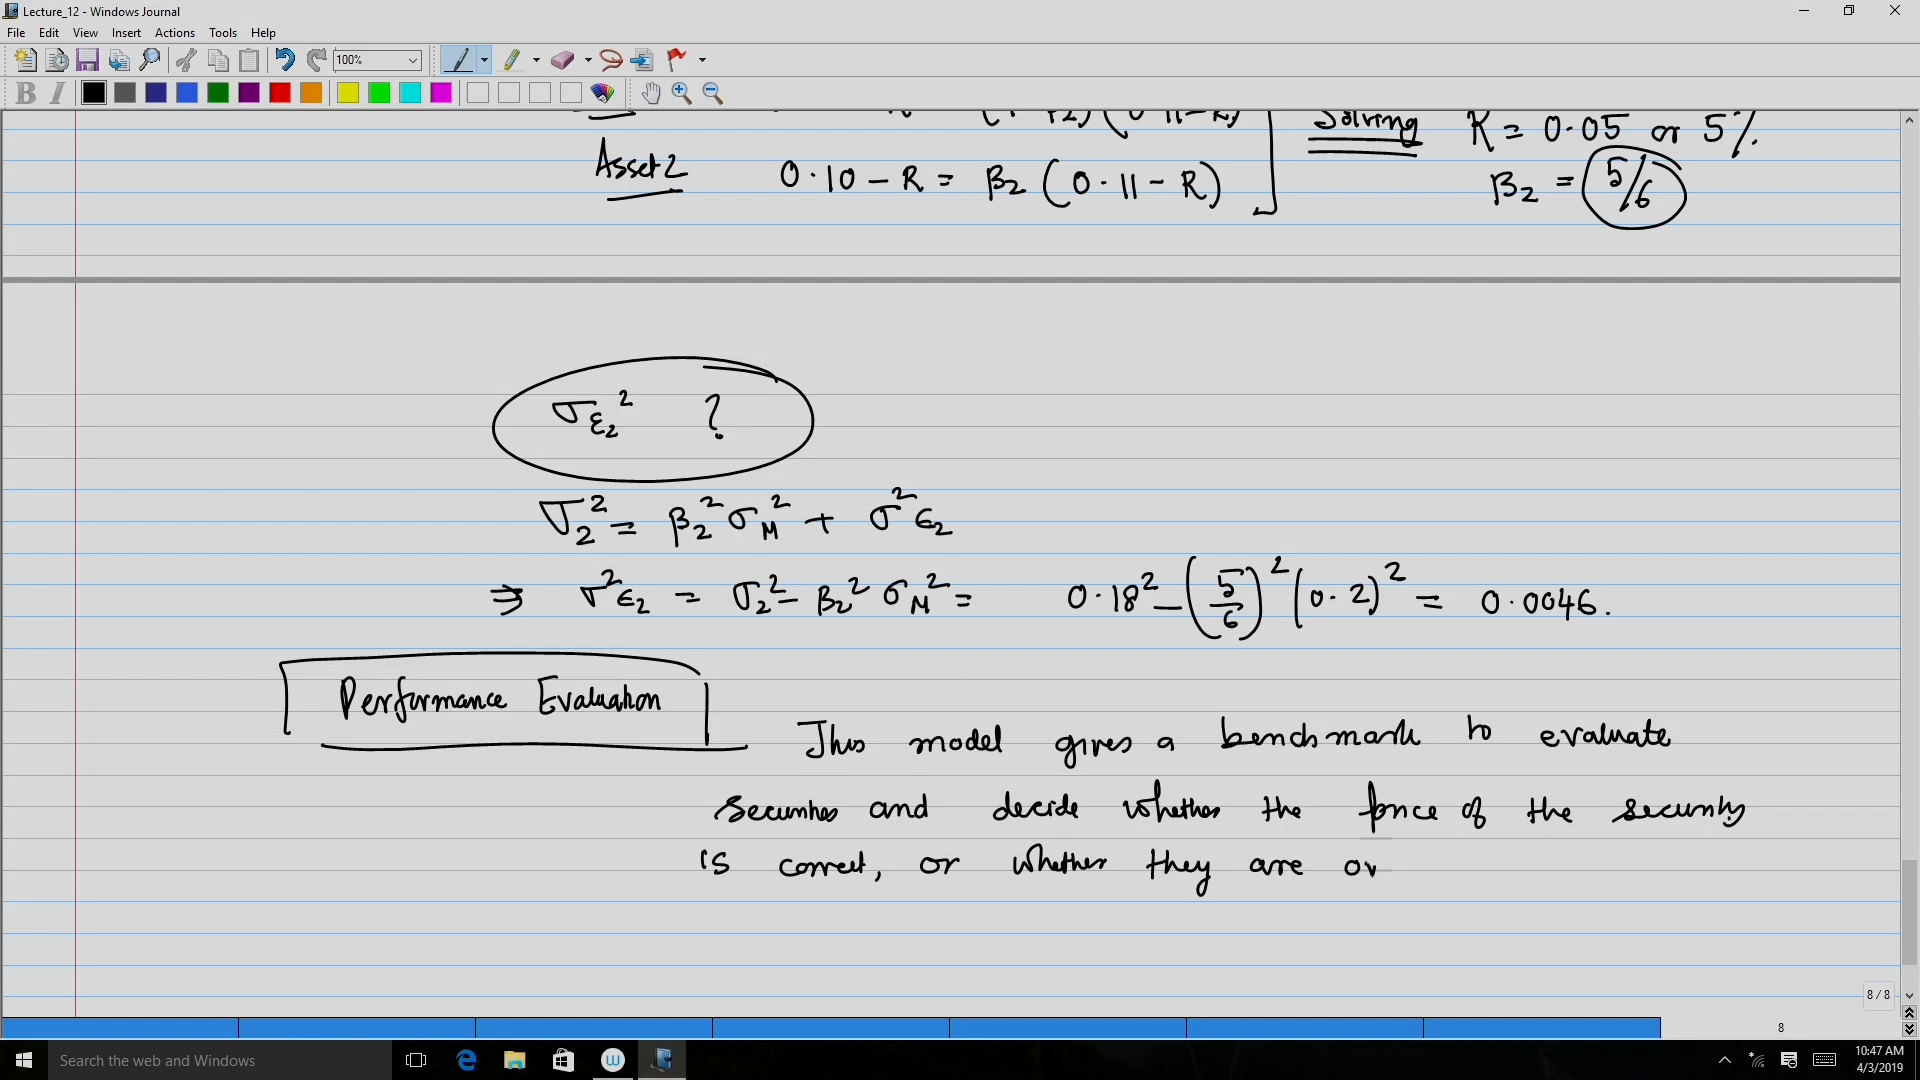 Lecture_12 - Windows Journal
File Edit View Insert Actions Tools Help
100%
B I
Solving R = 0.05 or 5%.
Asset 2 0.10 - R = β₂ (0.11 - R)
β₂ = 5/6
σ_ε₂² ?
σ₂² = β₂² σ_M² + σ²ε₂
⇒ σ²ε₂ = σ₂² - β₂² σ_M² = 0.18² - (5/6)² (0.2)² = 0.0046.
Performance Evaluation
This model gives a benchmark to evaluate
securities and decide whether the price of the security
is correct, or whether they are ov
8 / 8
8
Search the web and Windows
10:47 AM
4/3/2019